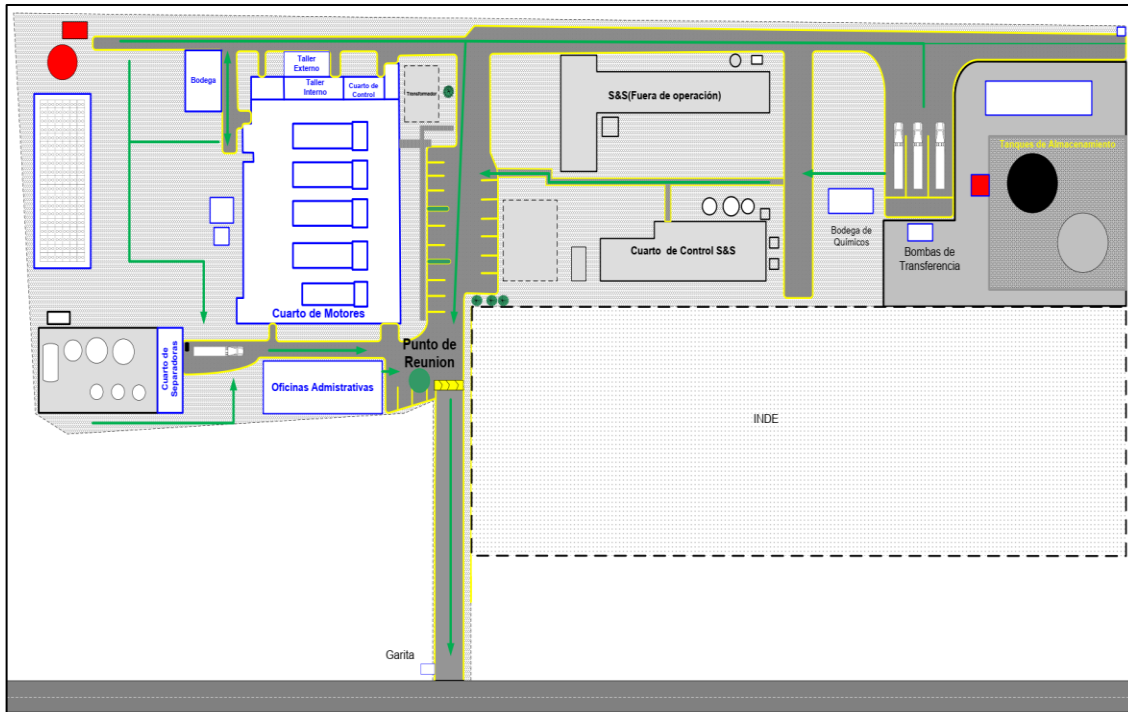 Taller
Externo
Bodega
Taller
Interno
Cuarto de
Control
Transformador
S&S(Fuera de operación)
Tanques de Almacenamiento
Bodega de
Químicos
Bombas de
Transferencia
Cuarto de Control S&S
Cuarto de Motores
Cuarto de
Separadoras
Punto de
Reunion
Oficinas Admistrativas
INDE
Garita